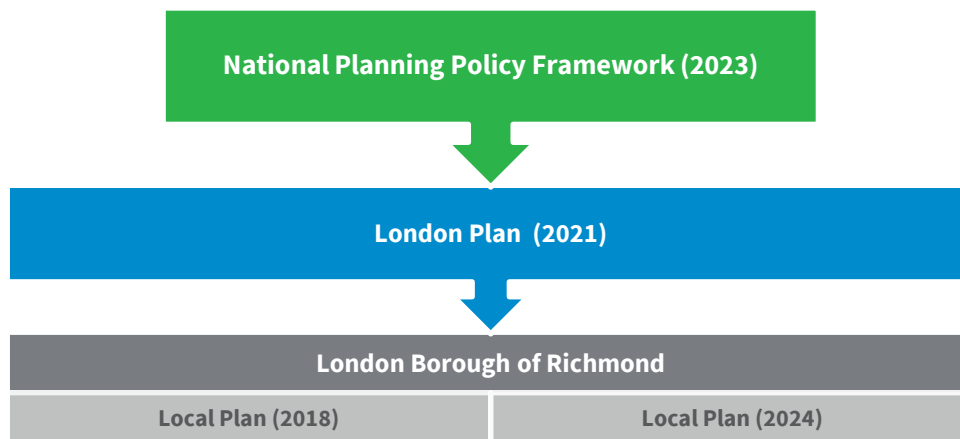 National Planning Policy Framework (2023)
London Plan (2021)
London Borough of Richmond
Local Plan (2018)
Local Plan (2024)